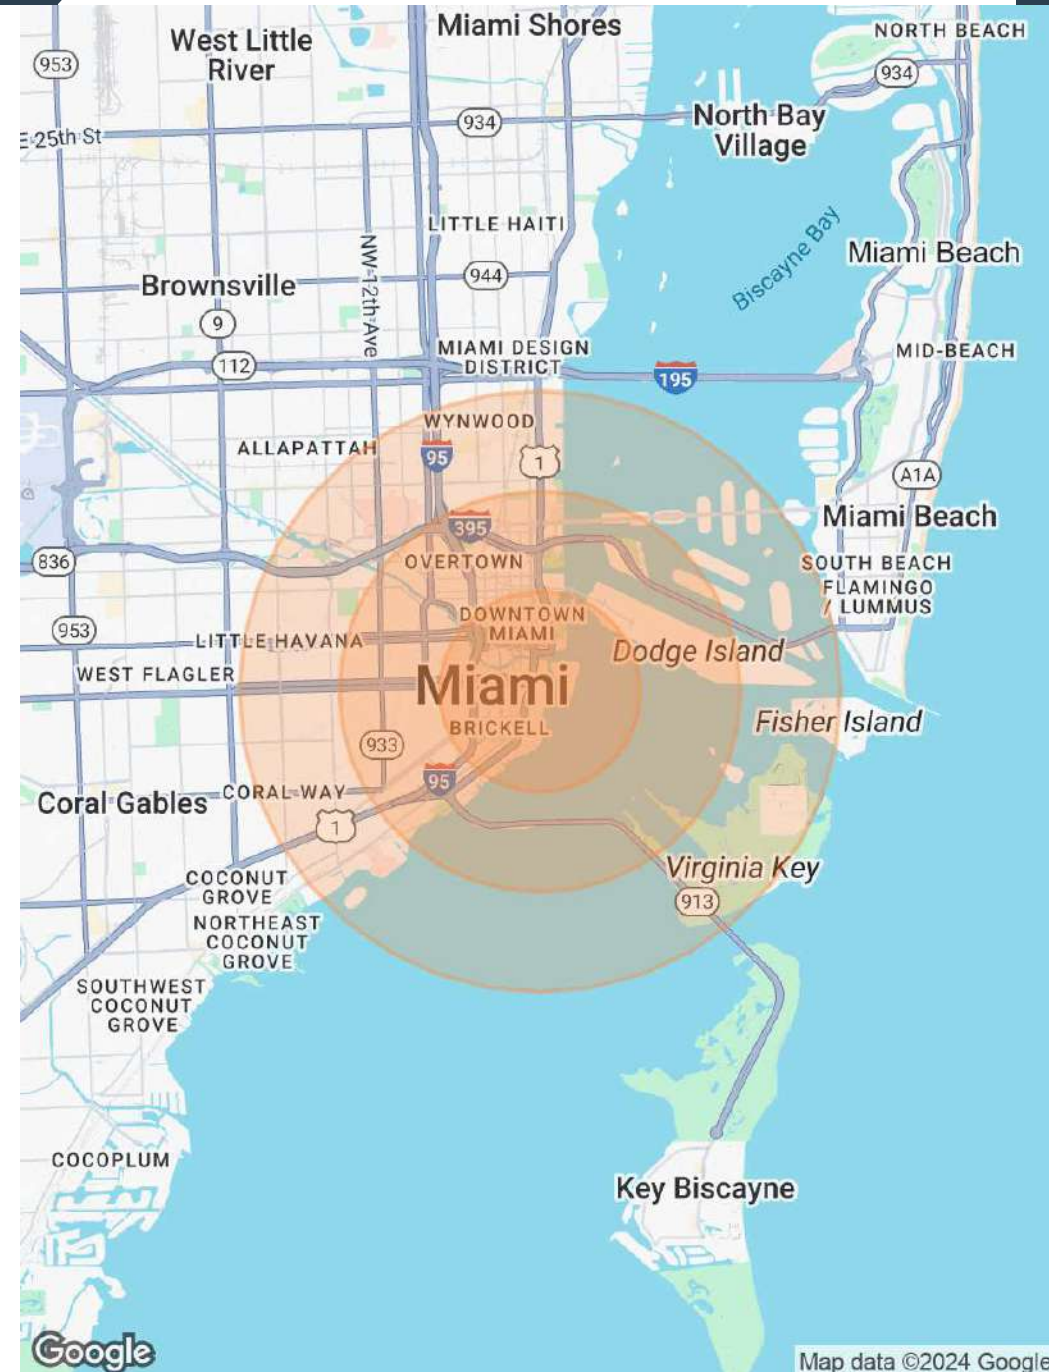 Miami Shores
NORTH BEACH
West Little
River
953
934
934
North Bay
Village
E 25th St
LITTLE HAITI
Biscayne Bay
Miami Beach
NW 12th Ave
944
Brownsville
9
MIAMI DESIGN
DISTRICT
MID-BEACH
112
195
WYNWOOD
ALLAPATTAH
95
1
A1A
Miami Beach
395
836
OVERTOWN
SOUTH BEACH
FLAMINGO
/ LUMMUS
DOWNTOWN
MIAMI
953
LITTLE HAVANA
Dodge Island
WEST FLAGLER
Miami
Fisher Island
BRICKELL
933
95
CORAL WAY
Coral Gables
1
Virginia Key
COCONUT
GROVE
913
NORTHEAST
COCONUT
GROVE
SOUTHWEST
COCONUT
GROVE
COCOPLUM
Key Biscayne
Google
Map data ©2024 Google